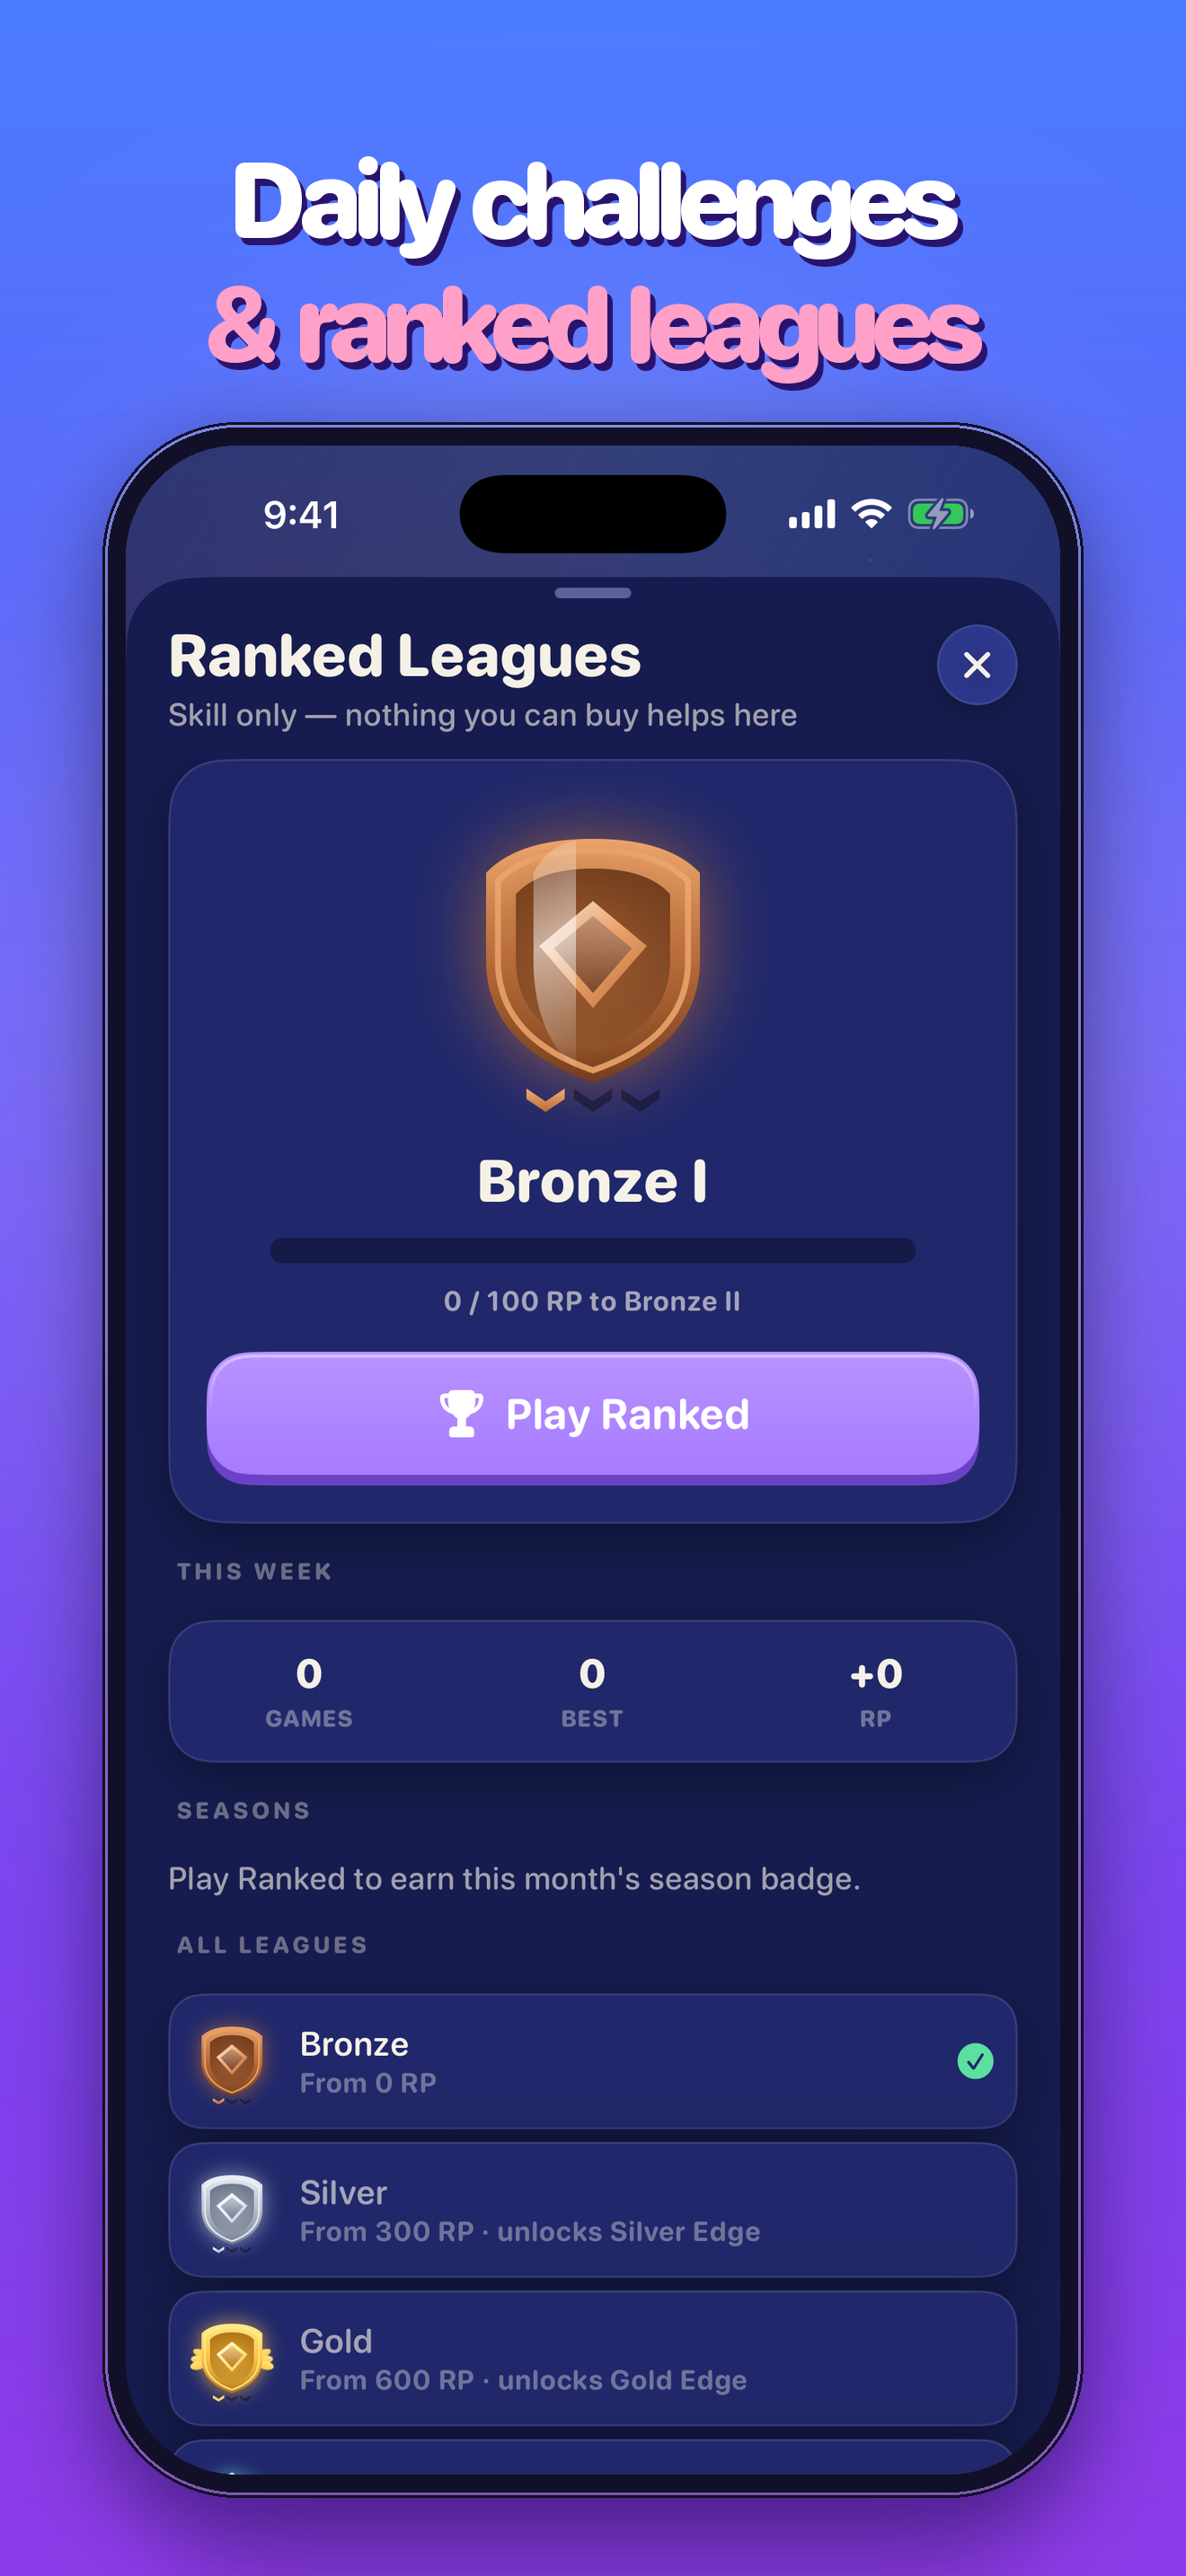 Daily challenges
& ranked leagues
9:41
Ranked Leagues
Skill only — nothing you can buy helps here
Bronze I
0 / 100 RP to Bronze II
Play Ranked
THIS WEEK
0 0 +0
GAMES BEST RP
SEASONS
Play Ranked to earn this month's season badge.
ALL LEAGUES
Bronze
From 0 RP
Silver
From 300 RP · unlocks Silver Edge
Gold
From 600 RP · unlocks Gold Edge